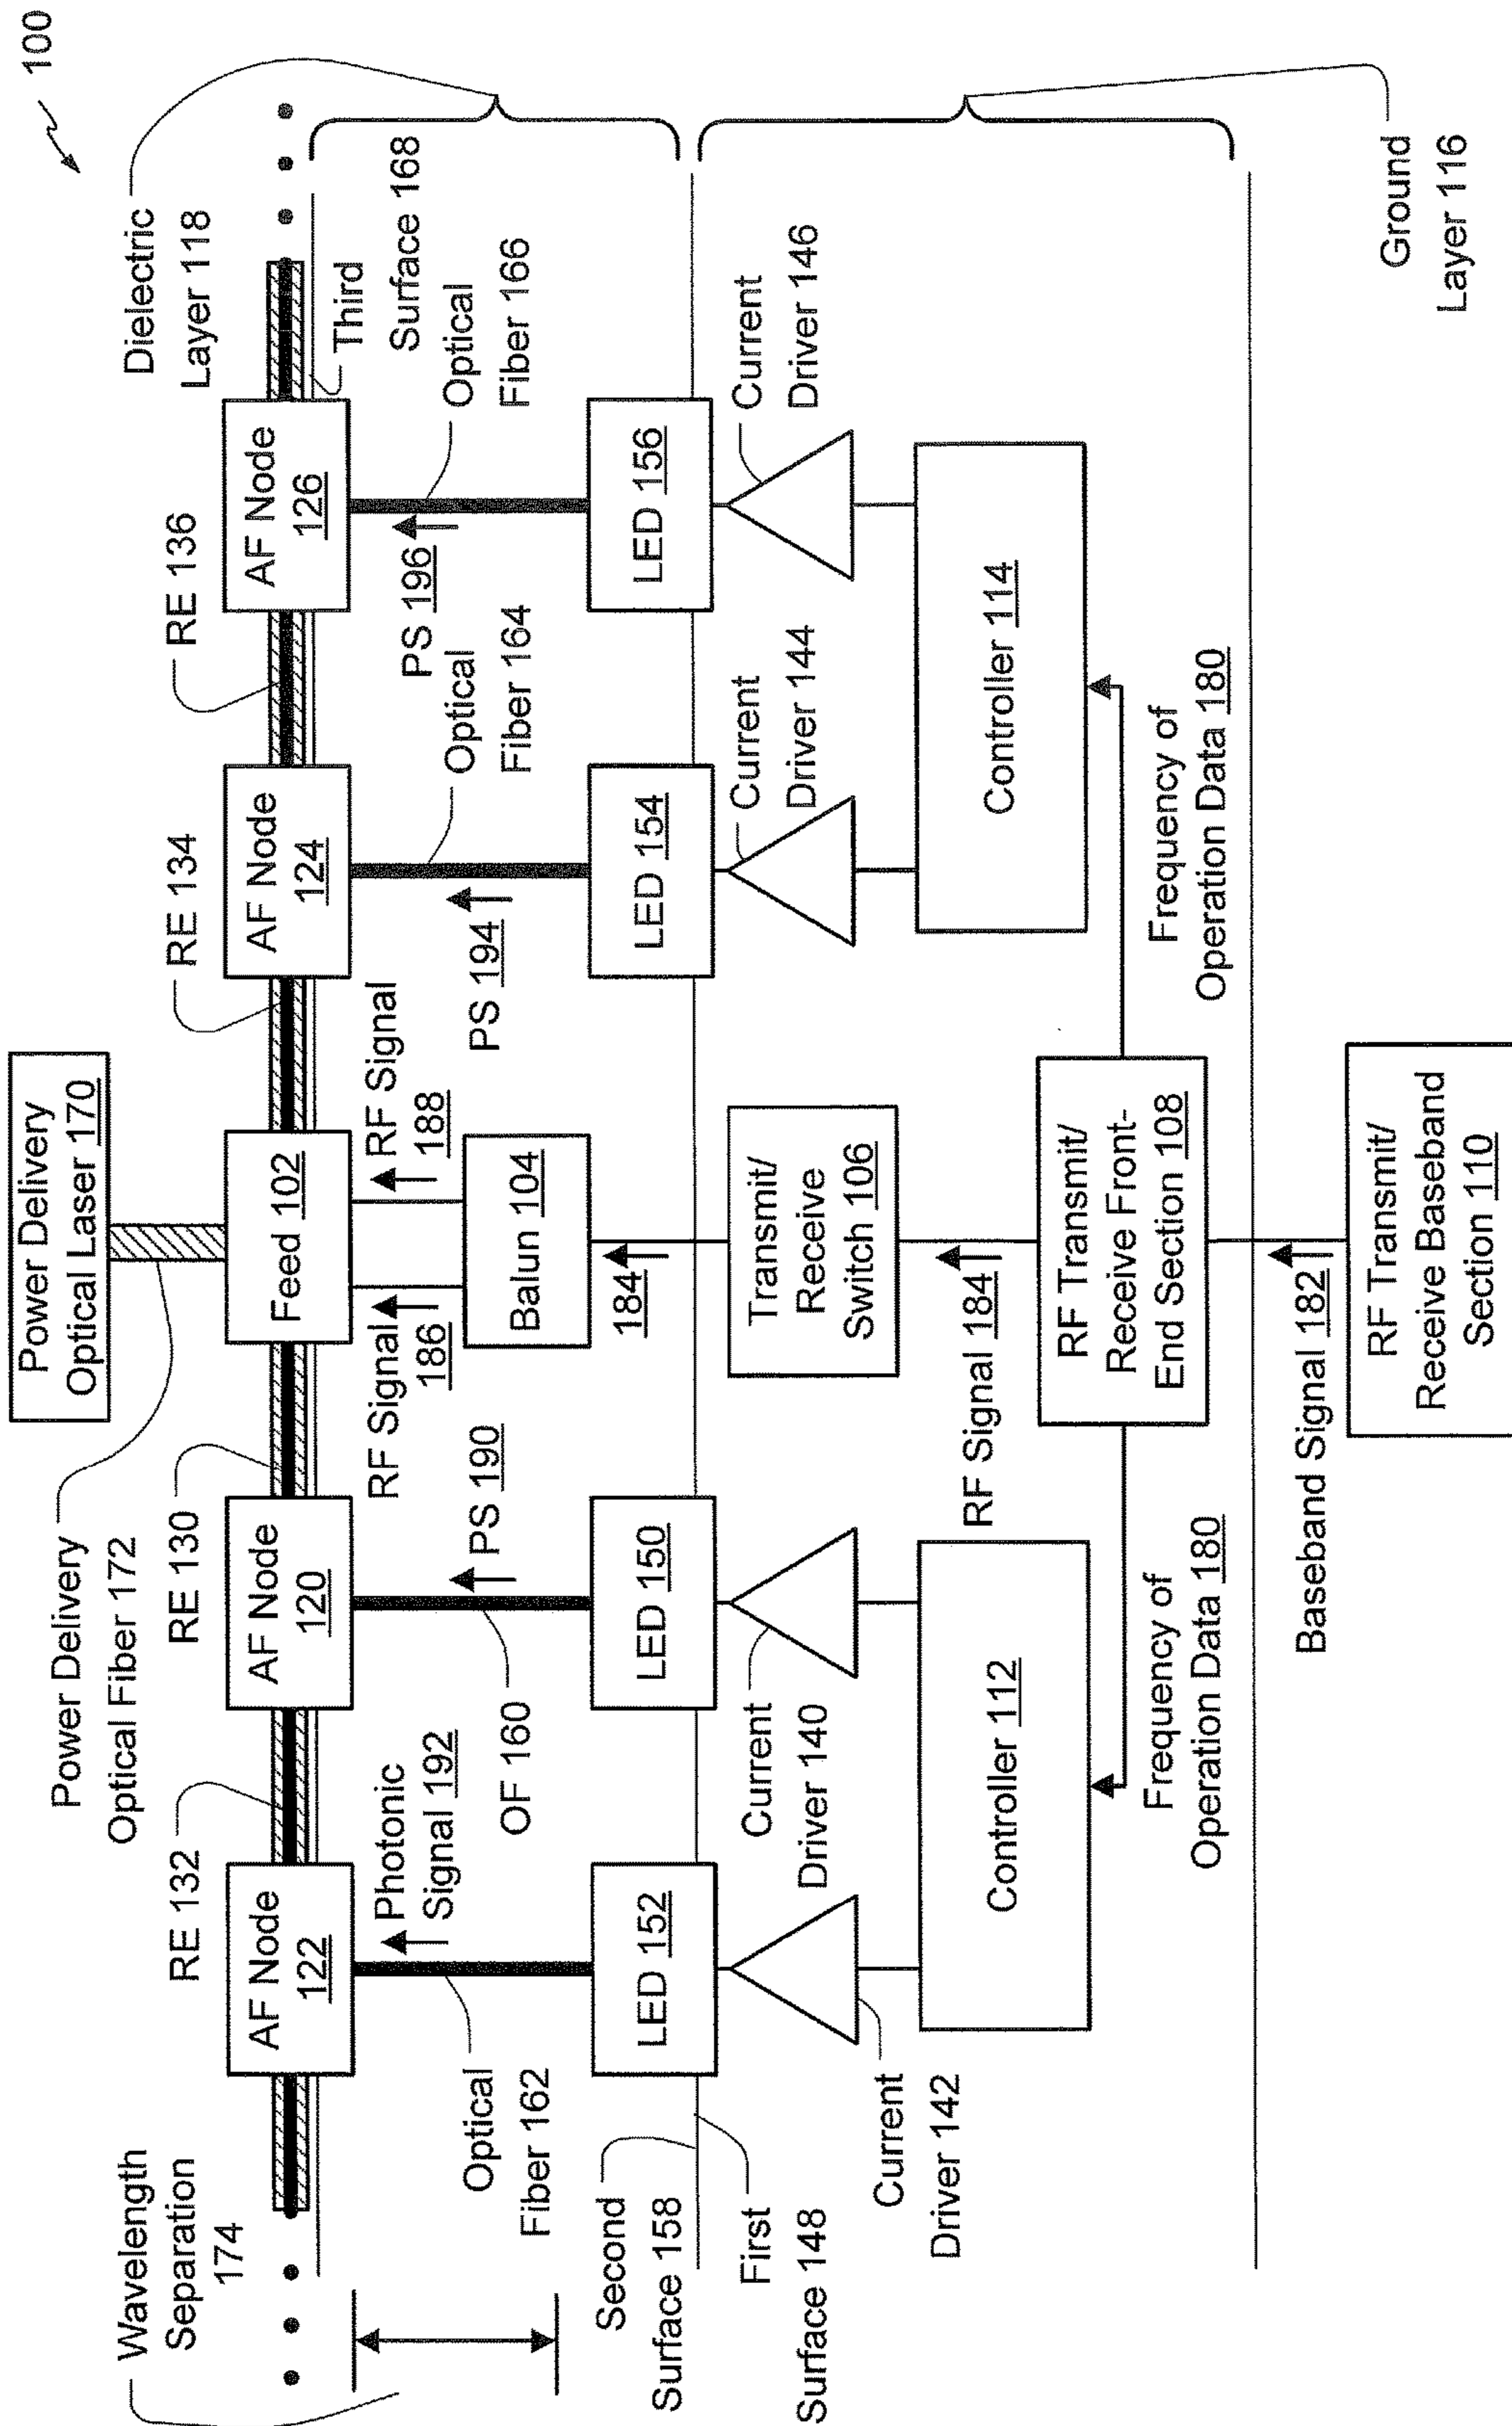 100
Power Delivery
Optical Laser 170
Dielectric
Layer 118
Wavelength
Separation
174
Power Delivery
Optical Fiber 172
RE 132
RE 130
RE 134
RE 136
AF Node
122
AF Node
120
Feed 102
AF Node
124
AF Node
126
Third
Surface 168
Photonic
Signal 192
PS 190
RF Signal
186
RF Signal
188
PS 194
PS 196
Optical
Fiber 162
OF 160
Optical
Fiber 164
Optical
Fiber 166
Balun 104
184
LED 152
LED 150
LED 154
LED 156
Second
Surface 158
First
Surface 148
Current
Driver 142
Current
Driver 140
Transmit/
Receive
Switch 106
Current
Driver 144
Current
Driver 146
Controller 112
RF Signal 184
Controller 114
RF Transmit/
Receive Front-
End Section 108
Frequency of
Operation Data 180
Frequency of
Operation Data 180
Baseband Signal 182
RF Transmit/
Receive Baseband
Section 110
Ground
Layer 116